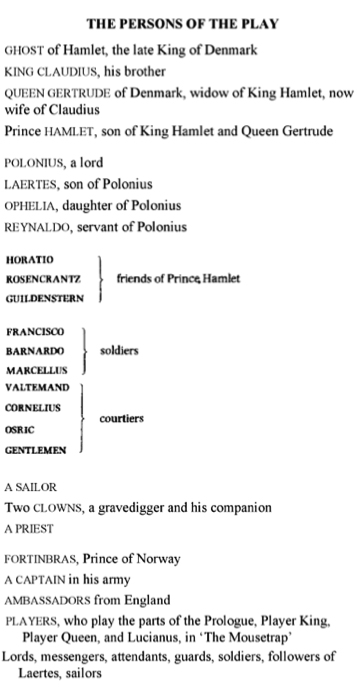 THE PERSONS OF THE PLAY
GHOST of Hamlet, the late King of Denmark
KING CLAUDIUS, his brother
QUEEN GERTRUDE of Denmark, widow of King Hamlet, now
wife of Claudius
Prince HAMLET, son of King Hamlet and Queen Gertrude
POLONIUS, a lord
LAERTES, son of Polonius
OPHELIA, daughter of Polonius
REYNALDO, servant of Polonius
HORATIO
ROSENCRANTZ
GUILDENSTERN
friends of Prince Hamlet
FRANCISCO
BARNARDO
MARCELLUS
soldiers
VALTEMAND
CORNELIUS
OSRIC
GENTLEMEN
courtiers
A SAILOR
Two CLOWNS, a gravedigger and his companion
A PRIEST
FORTINBRAS, Prince of Norway
A CAPTAIN in his army
AMBASSADORS from England
PLAYERS, who play the parts of the Prologue, Player King,
Player Queen, and Lucianus, in ‘The Mousetrap’
Lords, messengers, attendants, guards, soldiers, followers of
Laertes, sailors